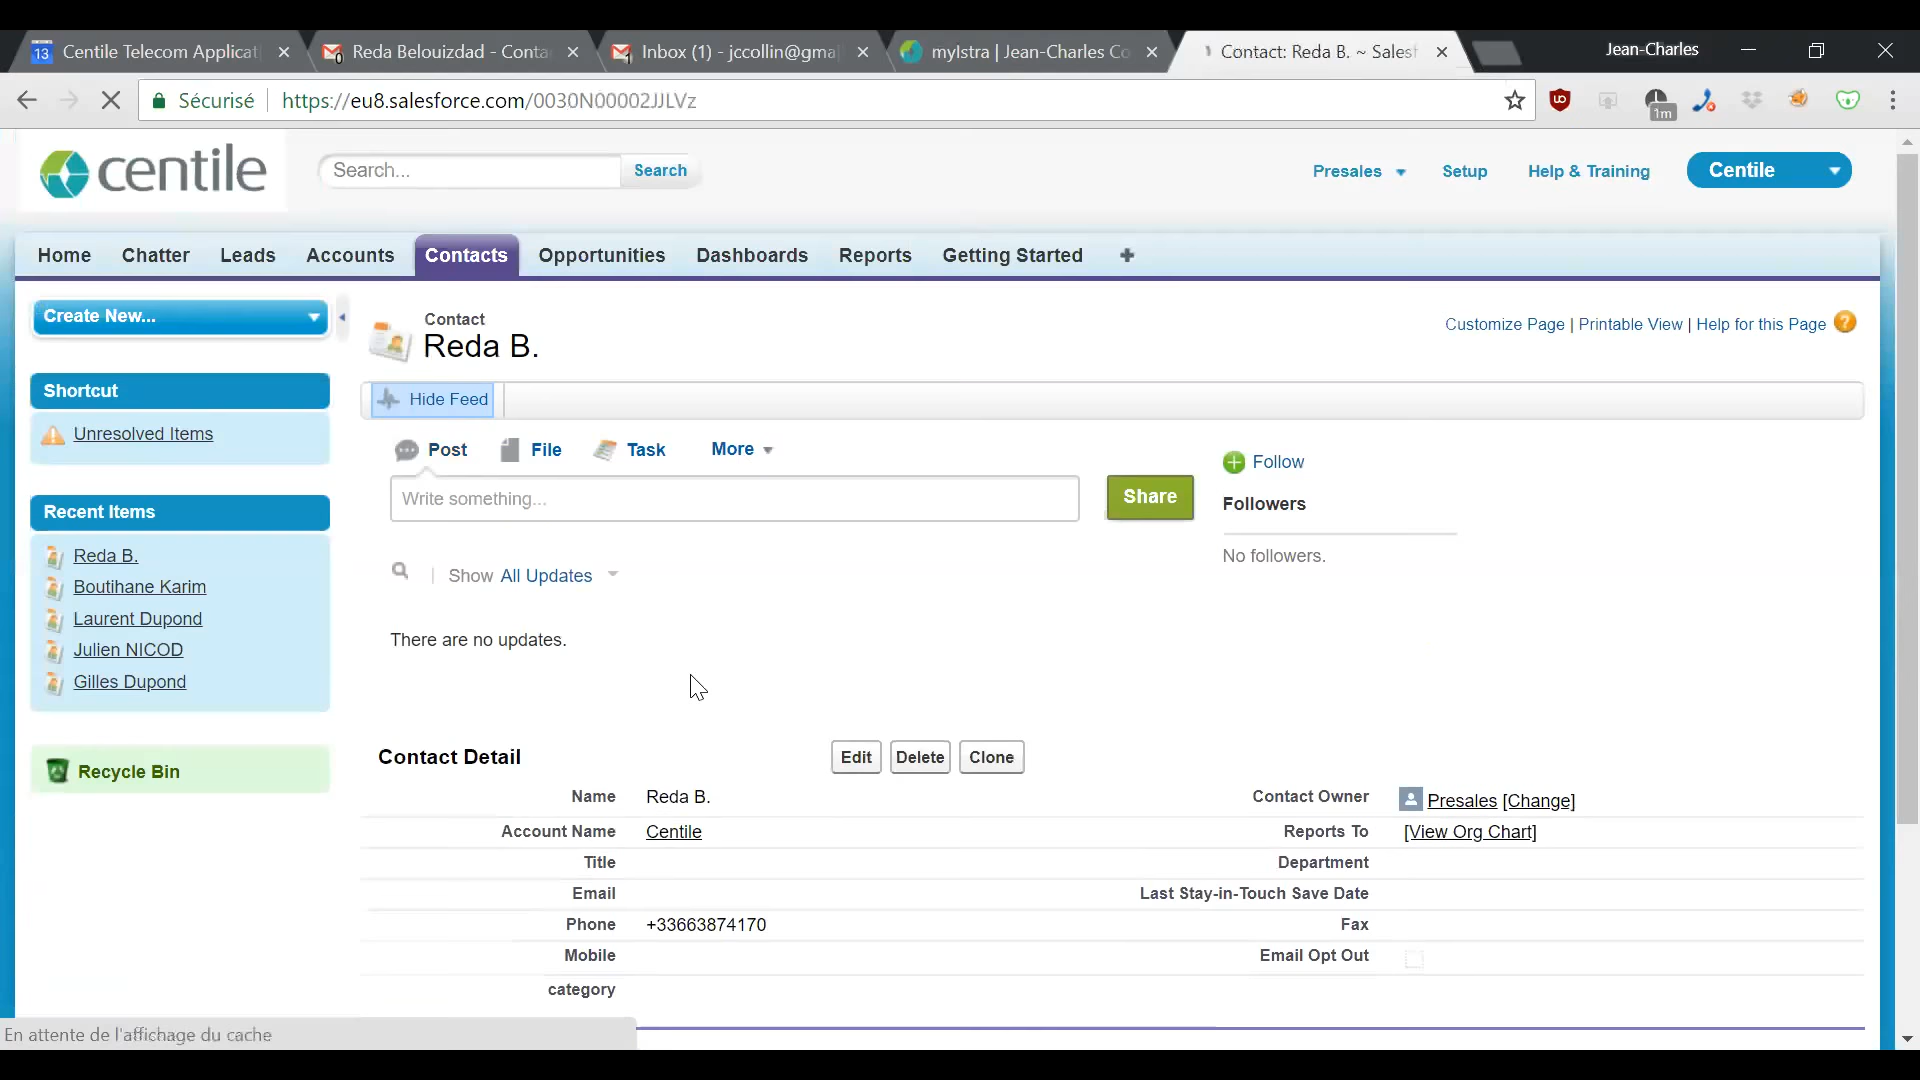 13 Centile Telecom Applicat
Reda Belouizdad - Conta
Inbox (1) - jccollin@gmai
myIstra | Jean-Charles Co
Contact: Reda B. ~ Salesf
Jean-Charles
Sécurisé https://eu8.salesforce.com/0030N00002JJLVz
1m
centile
Search...
Search
Presales
Setup
Help & Training
Centile
Home Chatter Leads Accounts Contacts Opportunities Dashboards Reports Getting Started +
Create New...
Shortcut
Unresolved Items
Recent Items
Reda B.
Boutihane Karim
Laurent Dupond
Julien NICOD
Gilles Dupond
Recycle Bin
Contact
Reda B.
Customize Page | Printable View | Help for this Page ?
Hide Feed
Post File Task More
Write something...
Share
Follow
Followers
No followers.
Show All Updates
There are no updates.
Contact Detail
Edit Delete Clone
Name Reda B. Contact Owner Presales [Change]
Account Name Centile Reports To [View Org Chart]
Title Department
Email Last Stay-in-Touch Save Date
Phone +33663874170 Fax
Mobile Email Opt Out
category
En attente de l'affichage du cache